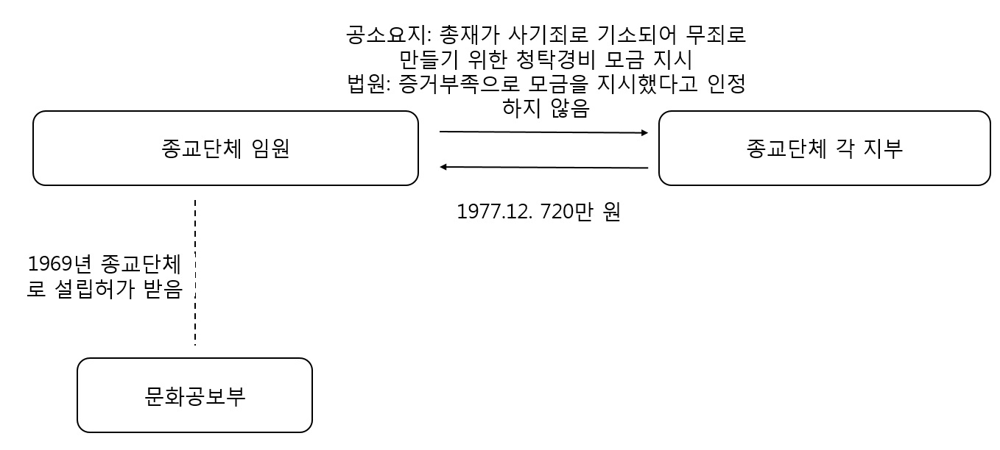 공소요지: 총재가 사기죄로 기소되어 무죄로
만들기 위한 청탁경비 모금 지시
법원: 증거부족으로 모금을 지시했다고 인정
하지 않음
종교단체 임원
종교단체 각 지부
1977.12. 720만 원
1969년 종교단체
로 설립허가 받음
문화공보부